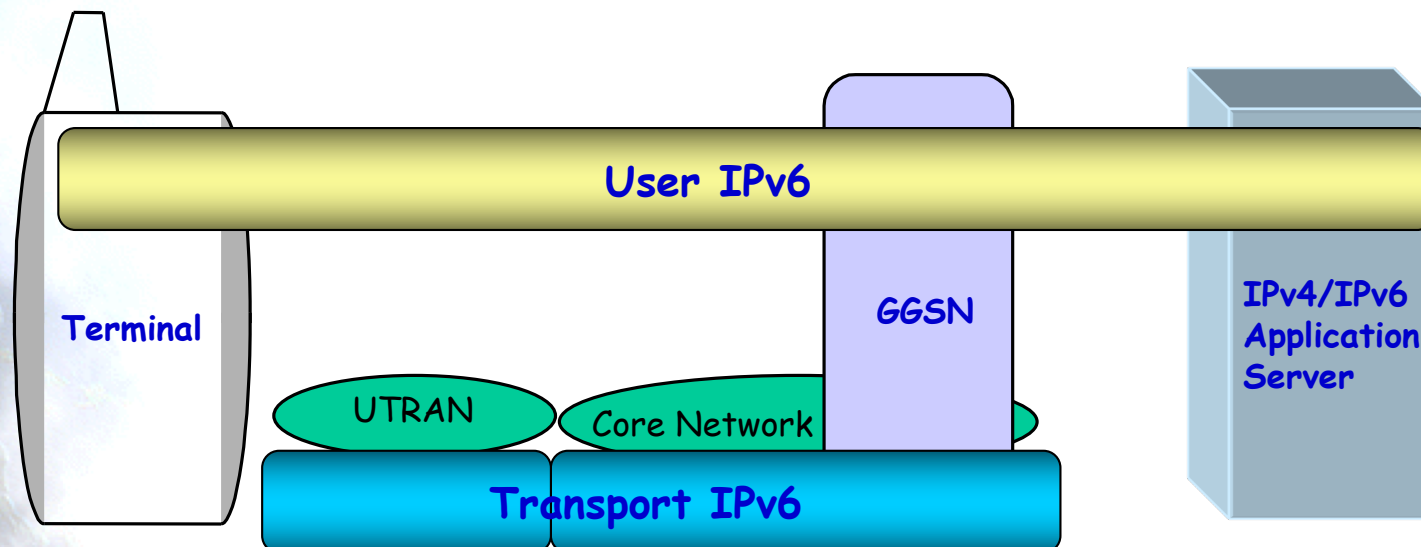 User IPv6
Terminal
GGSN
IPv4/IPv6
Application
Server
UTRAN
Core Network
Transport IPv6